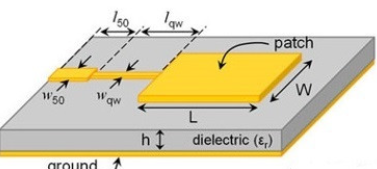 l50 lqw
patch
w50 wqw
W
L
h dielectric (εr)
ground